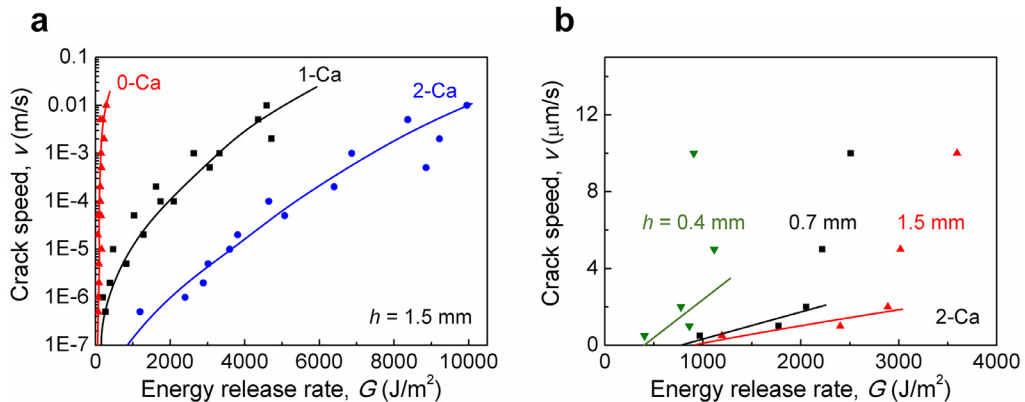 a
0.1
0.01
1E-3
1E-4
1E-5
1E-6
1E-7
Crack speed, v (m/s)
0-Ca
1-Ca
2-Ca
h = 1.5 mm
0 2000 4000 6000 8000 10000
Energy release rate, G (J/m²)
b
12
8
4
0
Crack speed, v (μm/s)
h = 0.4 mm
0.7 mm
1.5 mm
2-Ca
0 1000 2000 3000 4000
Energy release rate, G (J/m²)